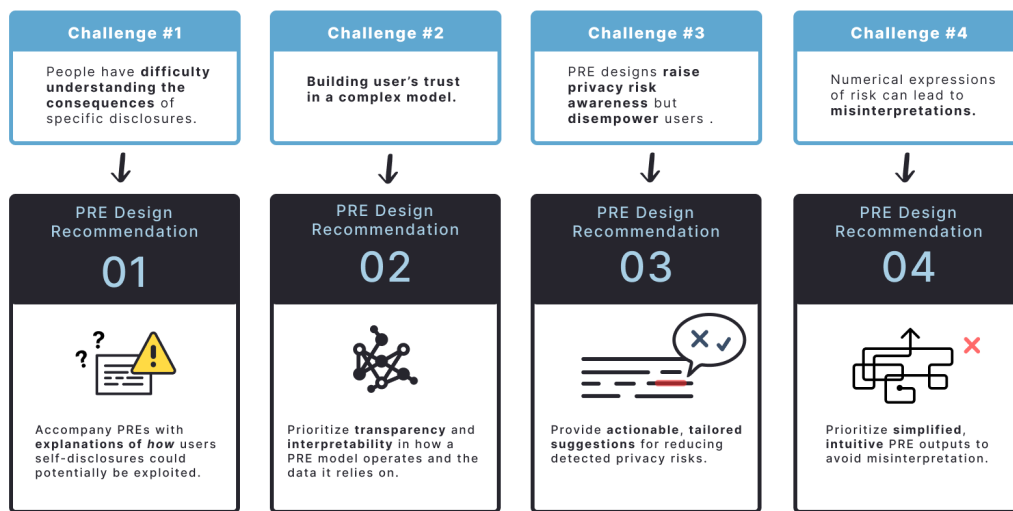 Challenge #1
People have difficulty
understanding the
consequences of
specific disclosures.
Challenge #2
Building user's trust
in a complex model.
Challenge #3
PRE designs raise
privacy risk
awareness but
disempower users .
Challenge #4
Numerical expressions
of risk can lead to
misinterpretations.
PRE Design
Recommendation
01
? ?
!
Accompany PREs with
explanations of how users
self-disclosures could
potentially be exploited.
PRE Design
Recommendation
02
Prioritize transparency and
interpretability in how a
PRE model operates and the
data it relies on.
PRE Design
Recommendation
03
Provide actionable, tailored
suggestions for reducing
detected privacy risks.
PRE Design
Recommendation
04
Prioritize simplified,
intuitive PRE outputs to
avoid misinterpretation.